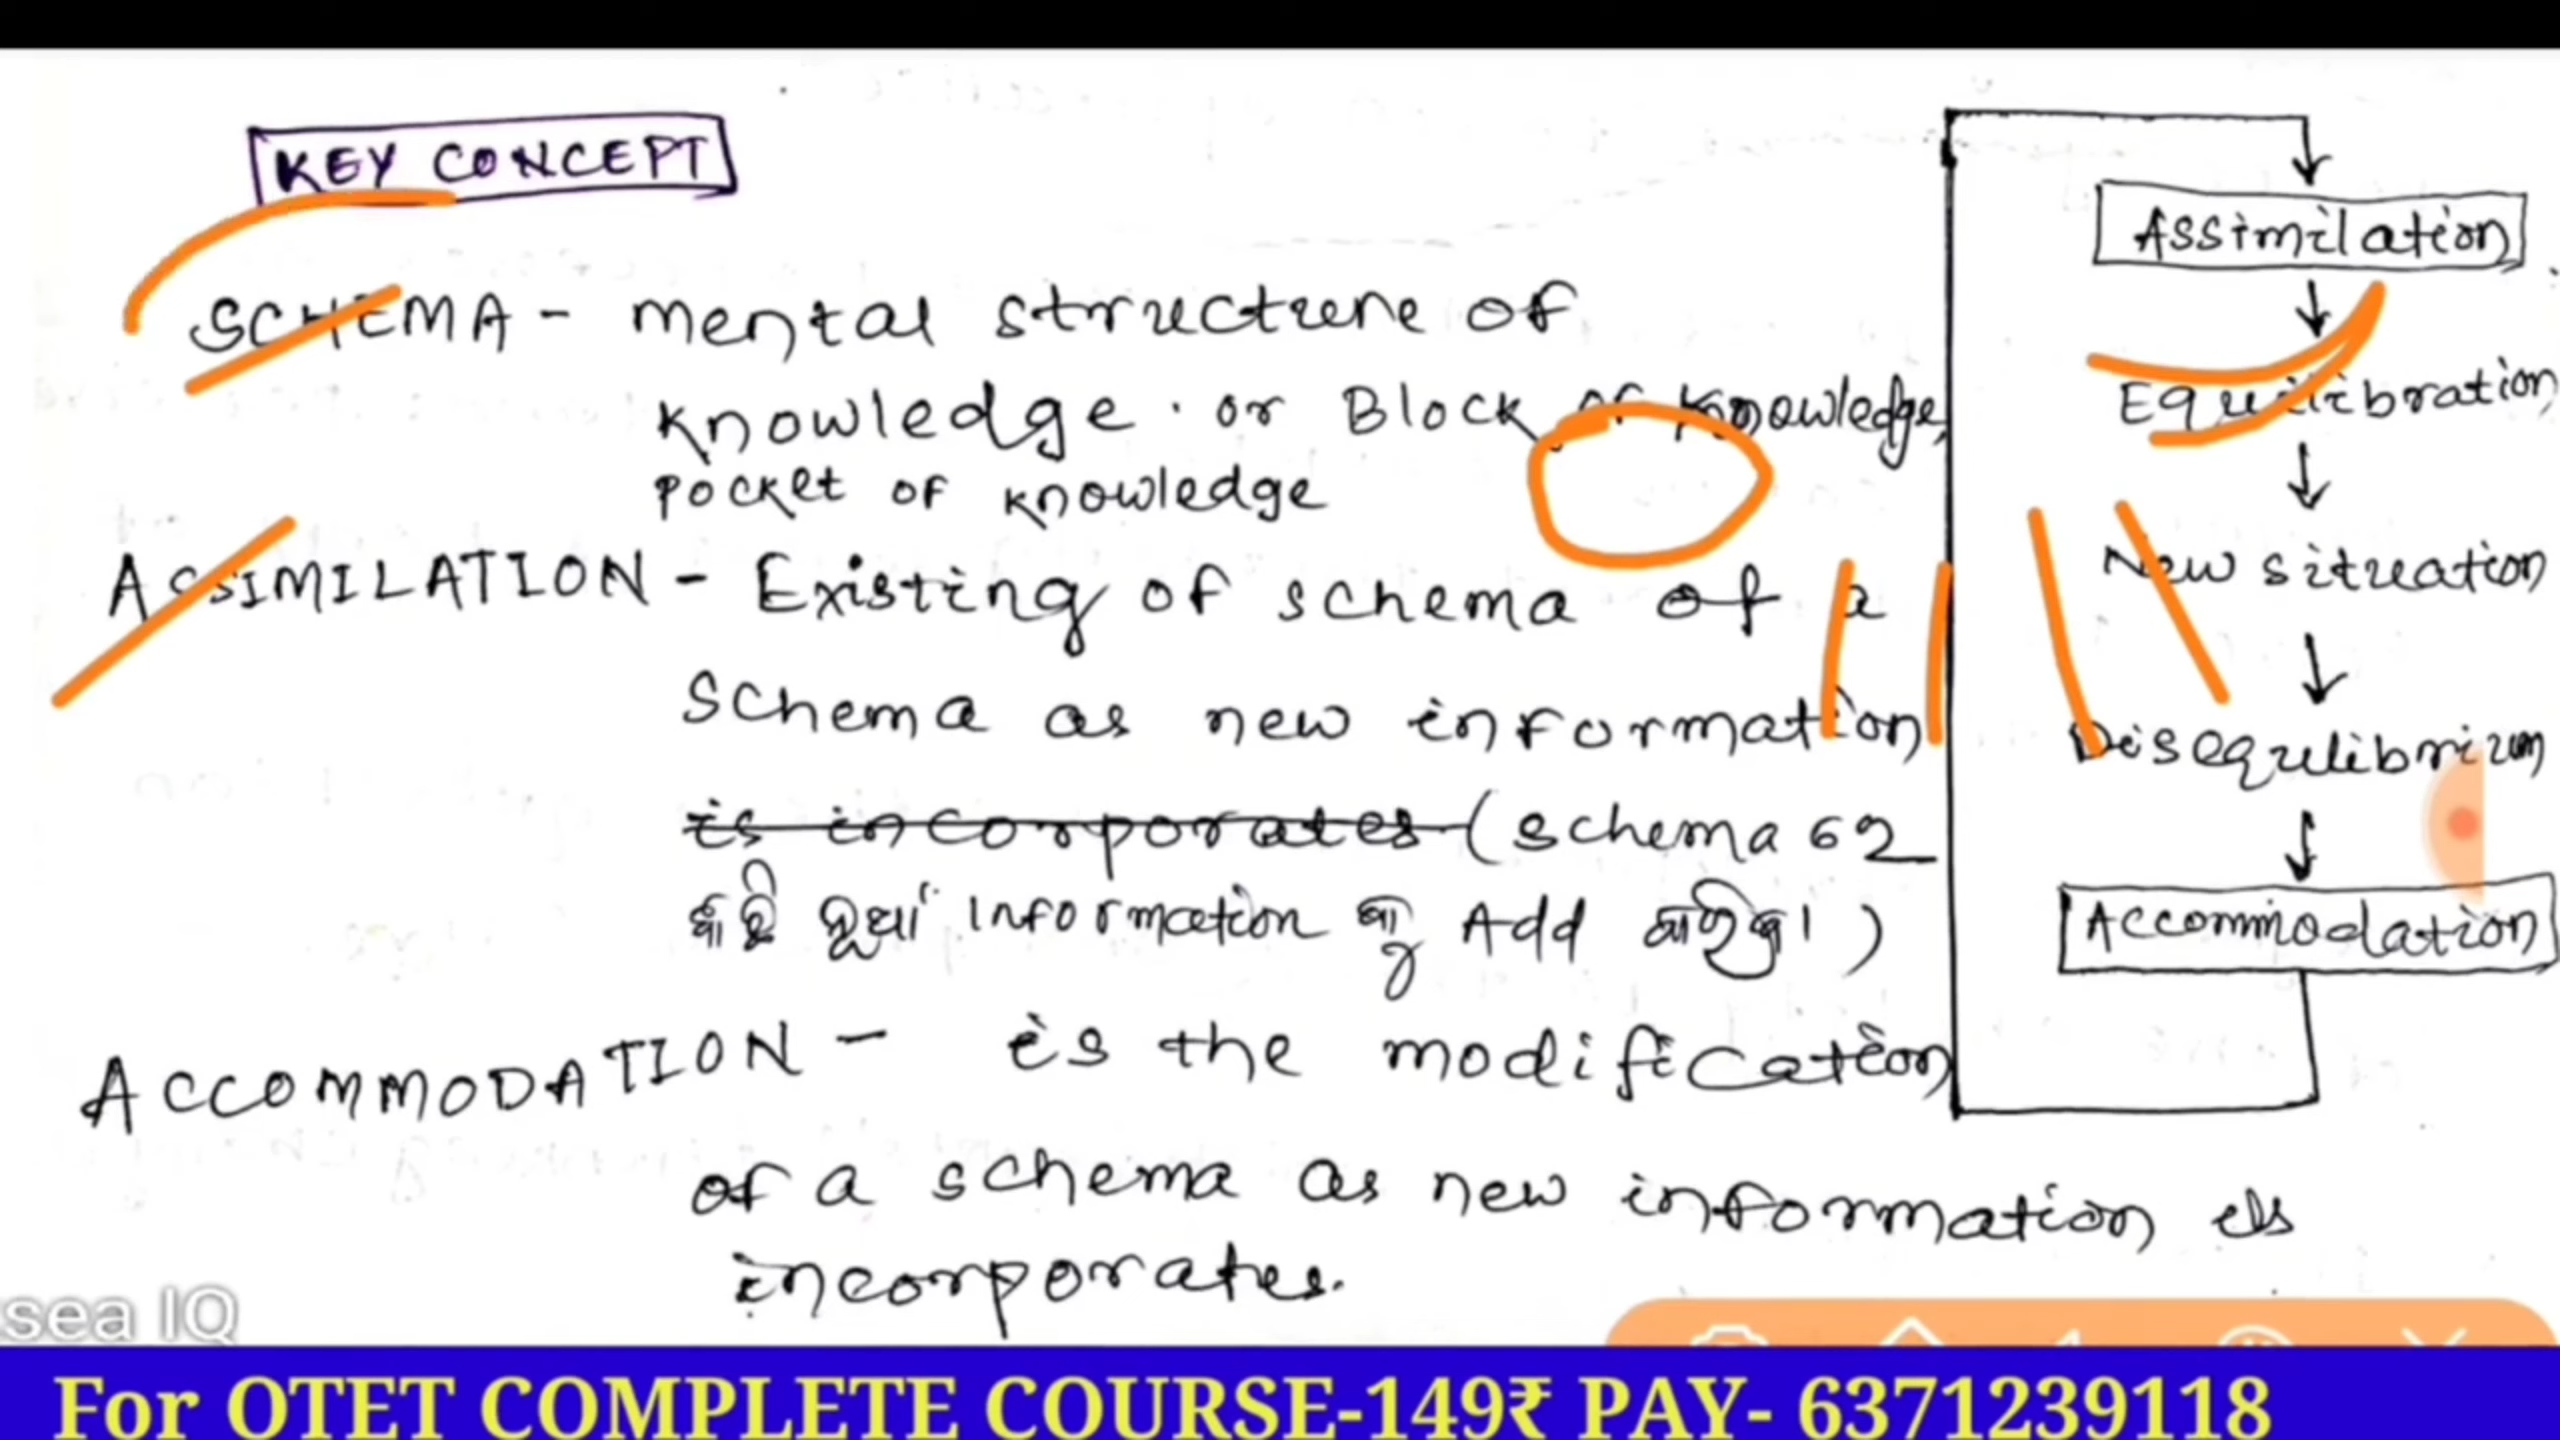 KEY CONCEPT
SCHEMA - Mental structure of
Knowledge. or Block of Knowledge,
Pocket of Knowledge
ASSIMILATION - Existing of schema of a
Schema as new information
is incorporates (schema
ନୂଆ information କୁ Add
ACCOMMODATION - is the modification
of a schema as new information is
incorporates.
Assimilation
↓
Equilibration
↓
New situation
↓
Disequlibrium
↓
Accommodation
sea IQ
For OTET COMPLETE COURSE-149₹ PAY- 6371239118